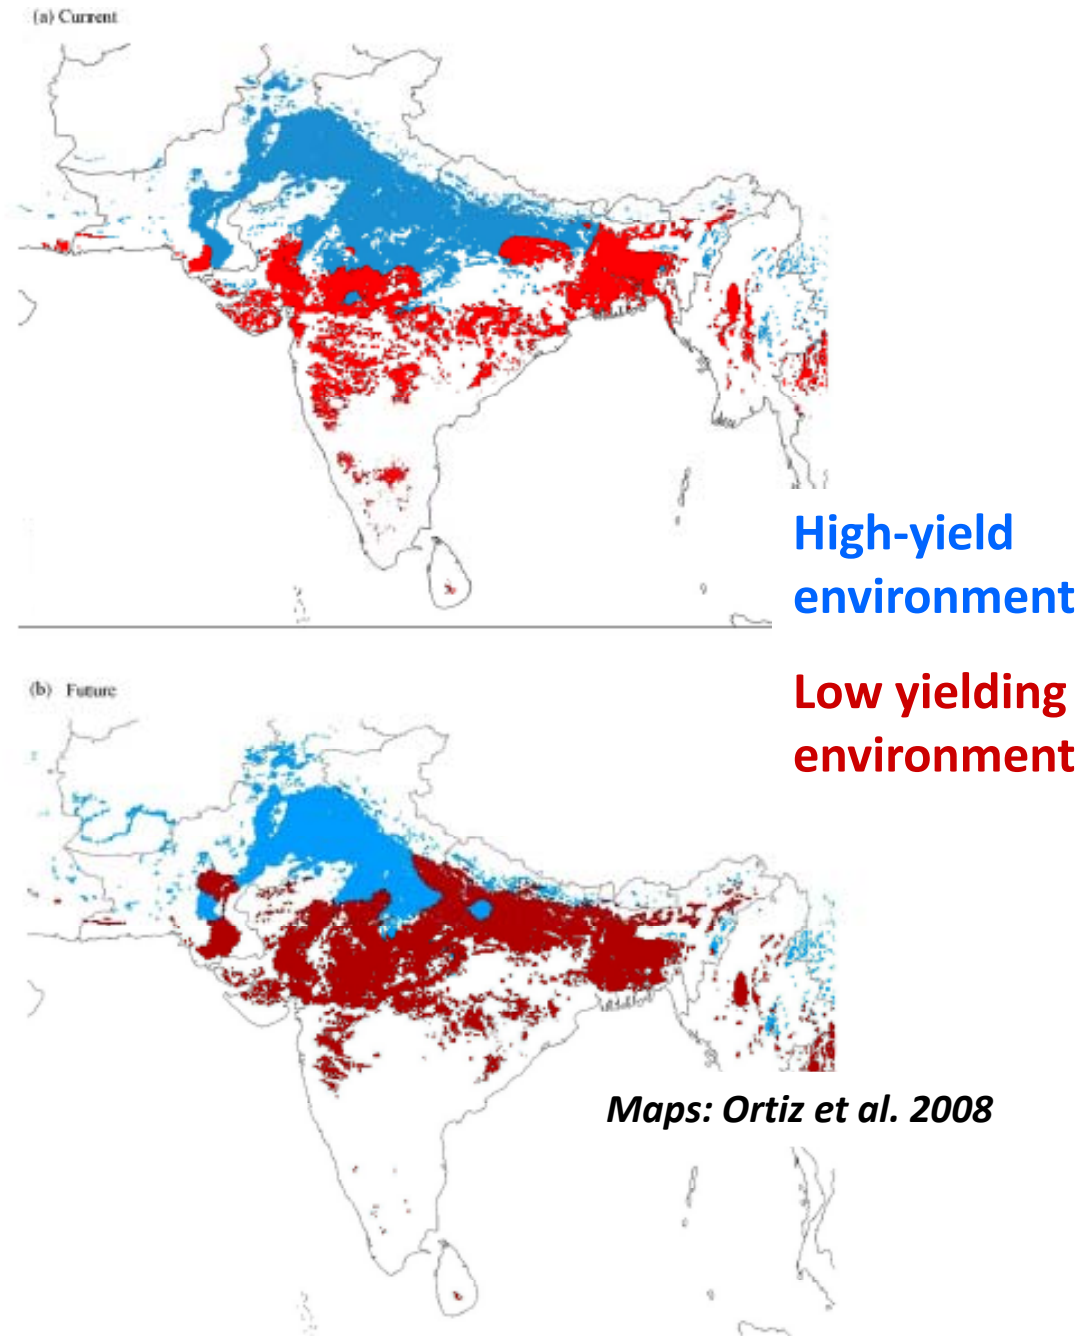 (a) Current
High-yield
environment
Low yielding
environment
(b) Future
Maps: Ortiz et al. 2008